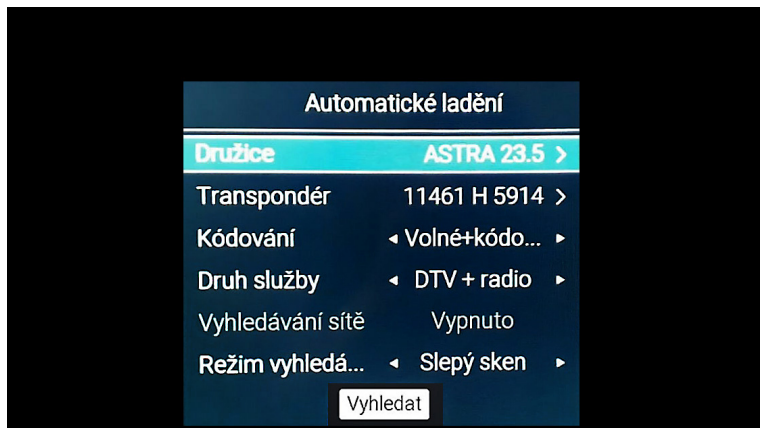 Automatické ladění
Družice ASTRA 23.5
Transpondér 11461 H 5914
Kódování Volné+kódo...
Druh služby DTV + radio
Vyhledávání sítě Vypnuto
Režim vyhledá... Slepý sken
Vyhledat